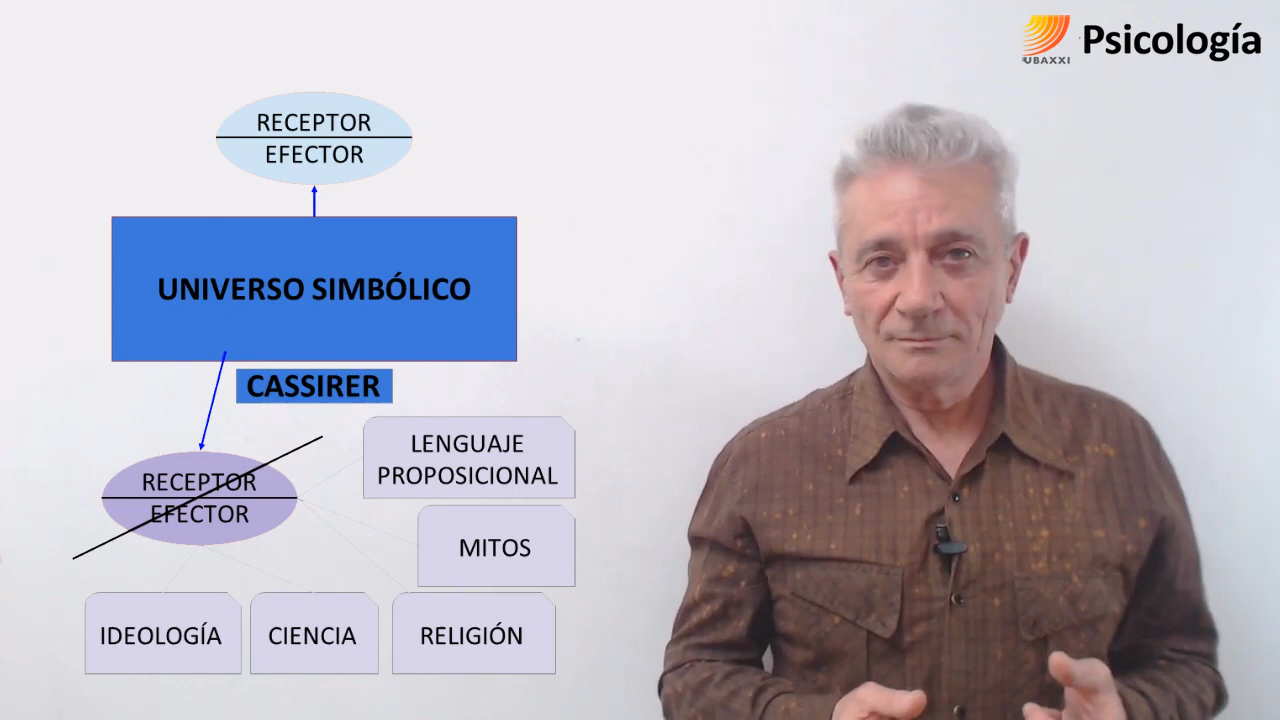 UBAXXI
Psicología
RECEPTOR
EFECTOR
UNIVERSO SIMBÓLICO
CASSIRER
RECEPTOR
EFECTOR
LENGUAJE
PROPOSICIONAL
MITOS
IDEOLOGÍA
CIENCIA
RELIGIÓN